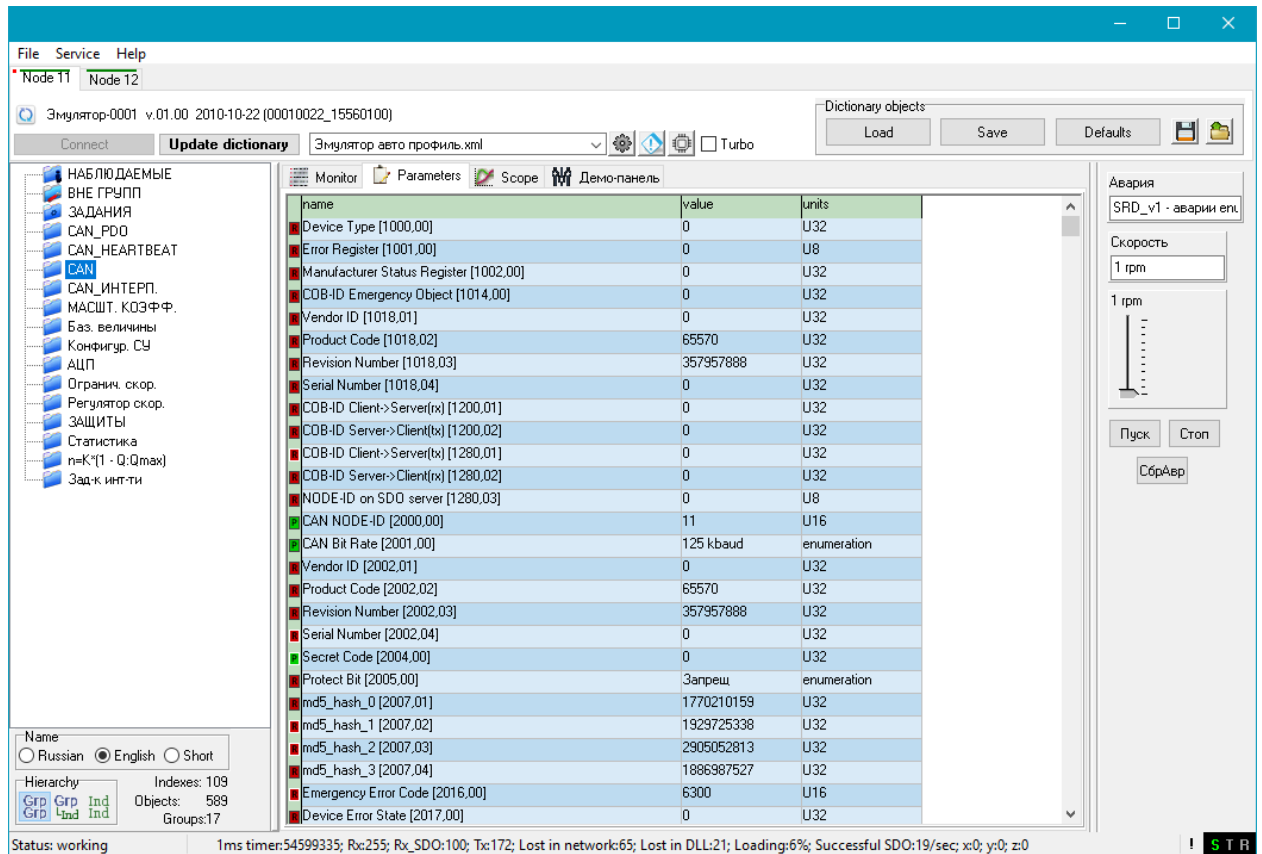 File Service Help
Node 11 Node 12
Эмулятор-0001 v.01.00 2010-10-22 (00010022_15560100)
Dictionary objects
Connect Update dictionary Эмулятор авто профиль.xml Turbo Load Save Defaults
НАБЛЮДАЕМЫЕ
ВНЕ ГРУПП
ЗАДАНИЯ
CAN_PDO
CAN_HEARTBEAT
CAN
CAN_ИНТЕРП.
МАСШТ. КОЭФФ.
Баз. величины
Конфигур. СУ
АЦП
Огранич. скор.
Регулятор скор.
ЗАЩИТЫ
Статистика
n=K*(1 - Q:Qmax)
Зад-к инт-ти
Name
Russian English Short
Hierarchy
Grp Grp Ind
Grp Ind Ind
Indexes: 109
Objects: 589
Groups:17
Monitor Parameters Scope Демо-панель
name value units
R Device Type [1000,00] 0 U32
R Error Register [1001,00] 0 U8
R Manufacturer Status Register [1002,00] 0 U32
R COB-ID Emergency Object [1014,00] 0 U32
R Vendor ID [1018,01] 0 U32
R Product Code [1018,02] 65570 U32
R Revision Number [1018,03] 357957888 U32
R Serial Number [1018,04] 0 U32
R COB-ID Client->Server(rx) [1200,01] 0 U32
R COB-ID Server->Client(tx) [1200,02] 0 U32
R COB-ID Client->Server(tx) [1280,01] 0 U32
R COB-ID Server->Client(rx) [1280,02] 0 U32
R NODE-ID on SDO server [1280,03] 0 U8
P CAN NODE-ID [2000,00] 11 U16
P CAN Bit Rate [2001,00] 125 kbaud enumeration
R Vendor ID [2002,01] 0 U32
R Product Code [2002,02] 65570 U32
R Revision Number [2002,03] 357957888 U32
R Serial Number [2002,04] 0 U32
P Secret Code [2004,00] 0 U32
R Protect Bit [2005,00] Запрещ enumeration
R md5_hash_0 [2007,01] 1770210159 U32
R md5_hash_1 [2007,02] 1929725338 U32
R md5_hash_2 [2007,03] 2905052813 U32
R md5_hash_3 [2007,04] 1886987527 U32
R Emergency Error Code [2016,00] 6300 U16
R Device Error State [2017,00] 0 U32
Авария
SRD_v1 - аварии enu
Скорость
1 rpm
1 rpm
Пуск Стоп
СбрАвр
Status: working 1ms timer:54599335; Rx:255; Rx_SDO:100; Tx:172; Lost in network:65; Lost in DLL:21; Loading:6%; Successful SDO:19/sec; x:0; y:0; z:0 ! S T R